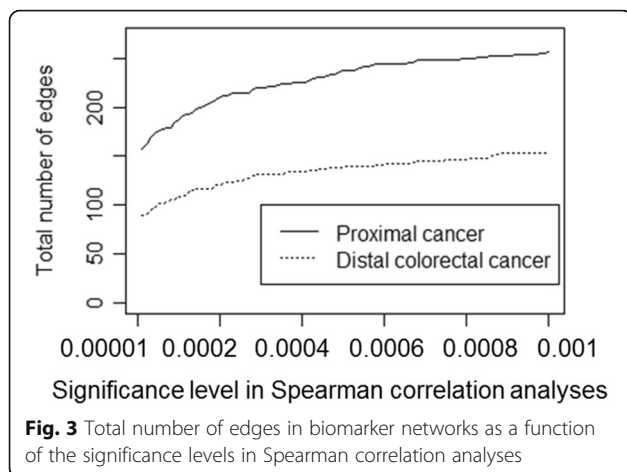 Total number of edges
200
100
50
0
Proximal cancer
Distal colorectal cancer
0.00001 0.0002 0.0004 0.0006 0.0008 0.001
Significance level in Spearman correlation analyses
Fig. 3 Total number of edges in biomarker networks as a function
of the significance levels in Spearman correlation analyses